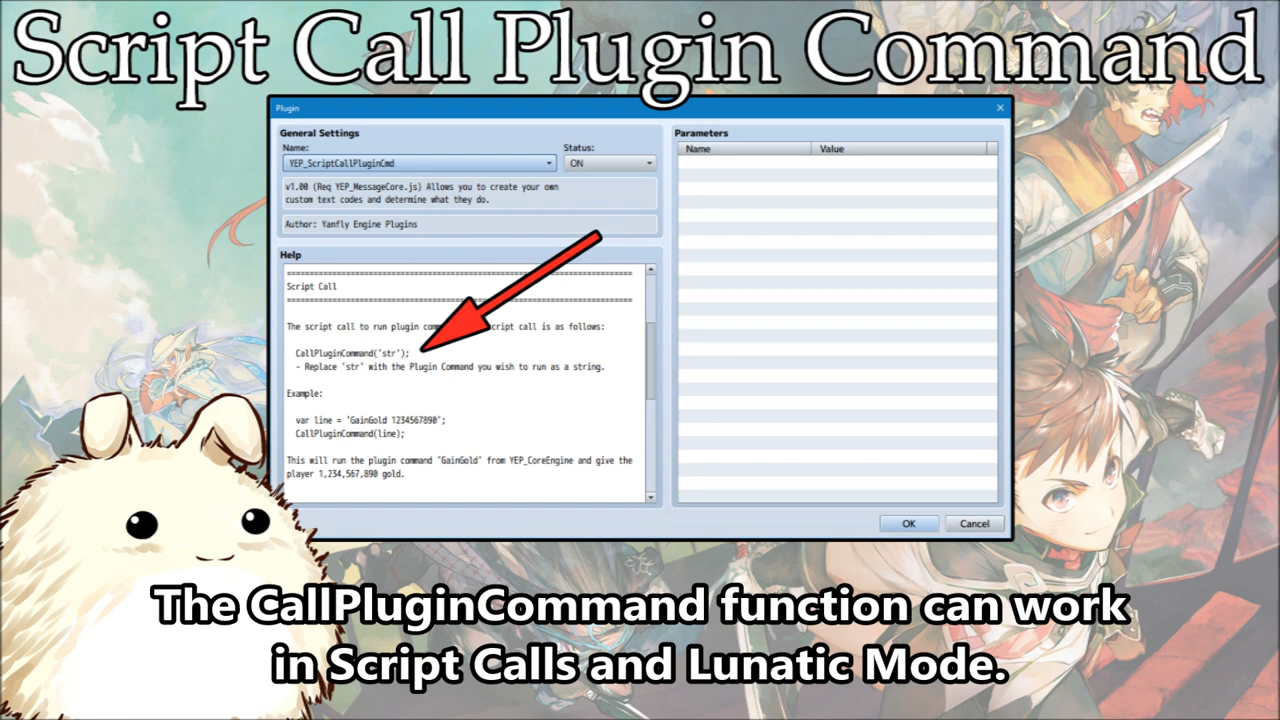 Script Call Plugin Command
Plugin
General Settings
Name:
Status:
YEP_ScriptCallPluginCmd
ON
v1.00 (Req YEP_MessageCore.js) Allows you to create your own
custom text codes and determine what they do.
Author: Yanfly Engine Plugins
Help
================================================================================
Script Call
================================================================================
The script call to run plugin com script call is as follows:
CallPluginCommand('str');
- Replace 'str' with the Plugin Command you wish to run as a string.
Example:
var line = 'GainGold 1234567890';
CallPluginCommand(line);
This will run the plugin command 'GainGold' from YEP_CoreEngine and give the
player 1,234,567,890 gold.
Parameters
Name
Value
OK
Cancel
The CallPluginCommand function can work
in Script Calls and Lunatic Mode.